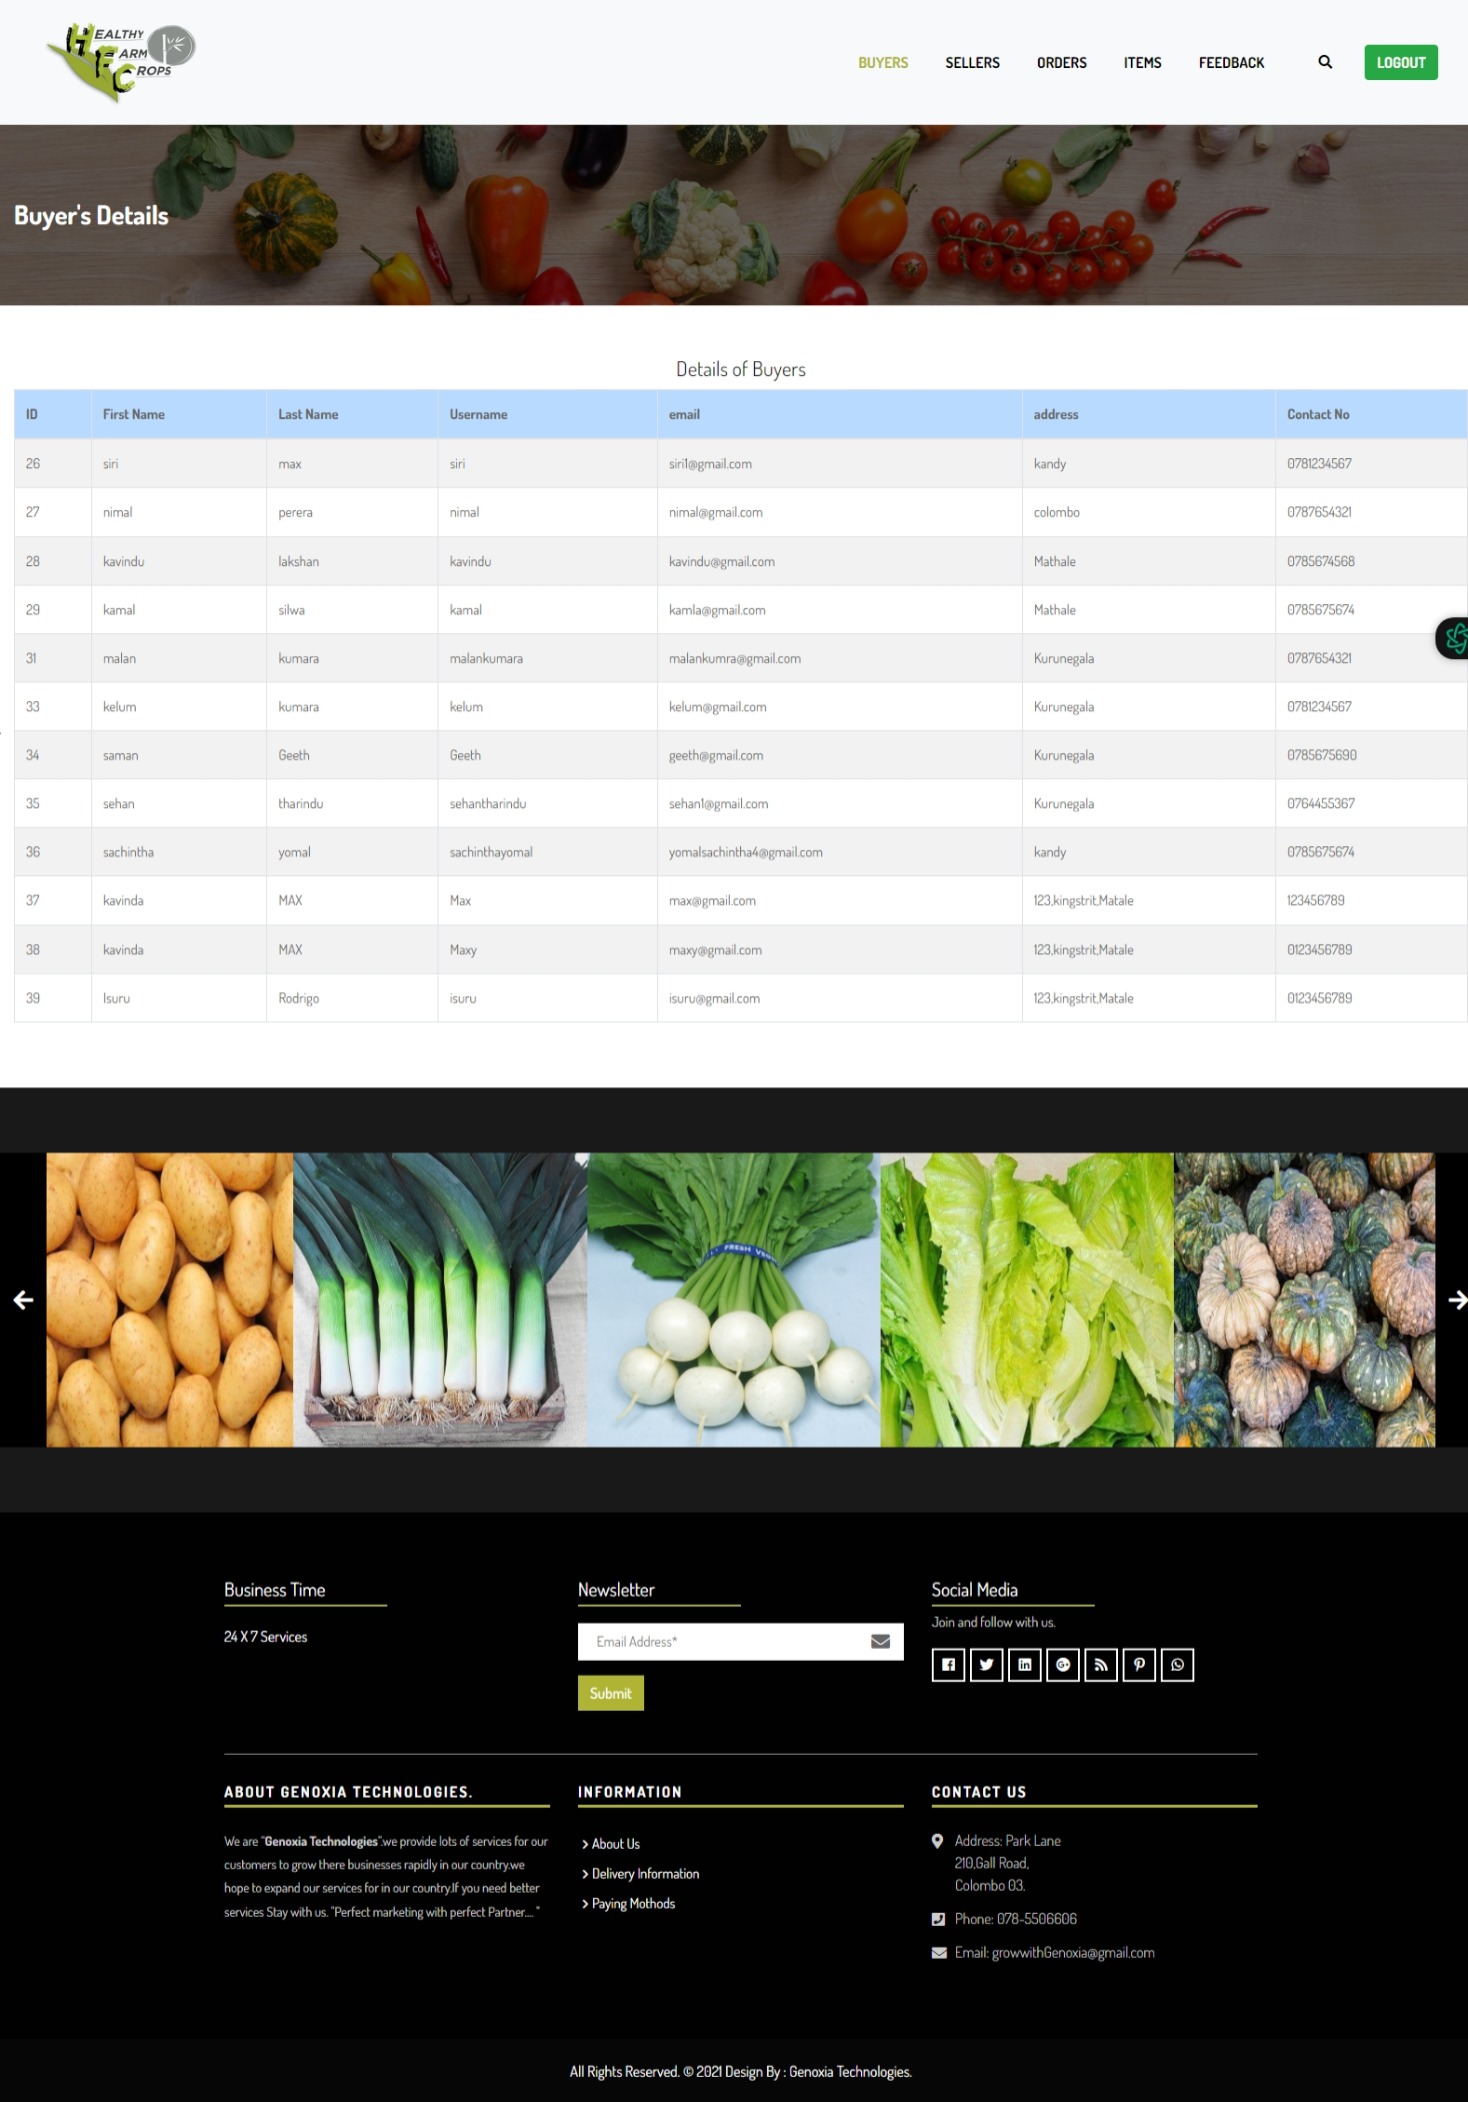 HEALTHY
FARM
CROPS
BUYERS SELLERS ORDERS ITEMS FEEDBACK LOGOUT
Buyer's Details
Details of Buyers
ID First Name Last Name Username email address Contact No
26 siri max siri siri1@gmail.com kandy 0781234567
27 nimal perera nimal nimal@gmail.com colombo 0787654321
28 kavindu lakshan kavindu kavindu@gmail.com Mathale 0785674568
29 kamal silwa kamal kamla@gmail.com Mathale 0785675674
31 malan kumara malankumara malankumra@gmail.com Kurunegala 0787654321
33 kelum kumara kelum kelum@gmail.com Kurunegala 0781234567
34 saman Geeth Geeth geeth@gmail.com Kurunegala 0785675690
35 sehan tharindu sehantharindu sehan1@gmail.com Kurunegala 0764455367
36 sachintha yomal sachinthayomal yomalsachintha4@gmail.com kandy 0785675674
37 kavinda MAX Max max@gmail.com 123,kingstrit,Matale 123456789
38 kavinda MAX Maxy maxy@gmail.com 123,kingstrit,Matale 0123456789
39 Isuru Rodrigo isuru isuru@gmail.com 123,kingstrit,Matale 0123456789
FRESH
Business Time
24 X 7 Services
Newsletter
Email Address*
Submit
Social Media
Join and follow with us.
ABOUT GENOXIA TECHNOLOGIES.
We are "Genoxia Technologies".we provide lots of services for our
customers to grow there businesses rapidly in our country.we
hope to expand our services for in our country.If you need better
services Stay with us. "Perfect marketing with perfect Partner.... "
INFORMATION
About Us
Delivery Information
Paying Mothods
CONTACT US
Address: Park Lane
210,Gall Road,
Colombo 03.
Phone: 078-5506606
Email: growwithGenoxia@gmail.com
All Rights Reserved. © 2021 Design By : Genoxia Technologies.